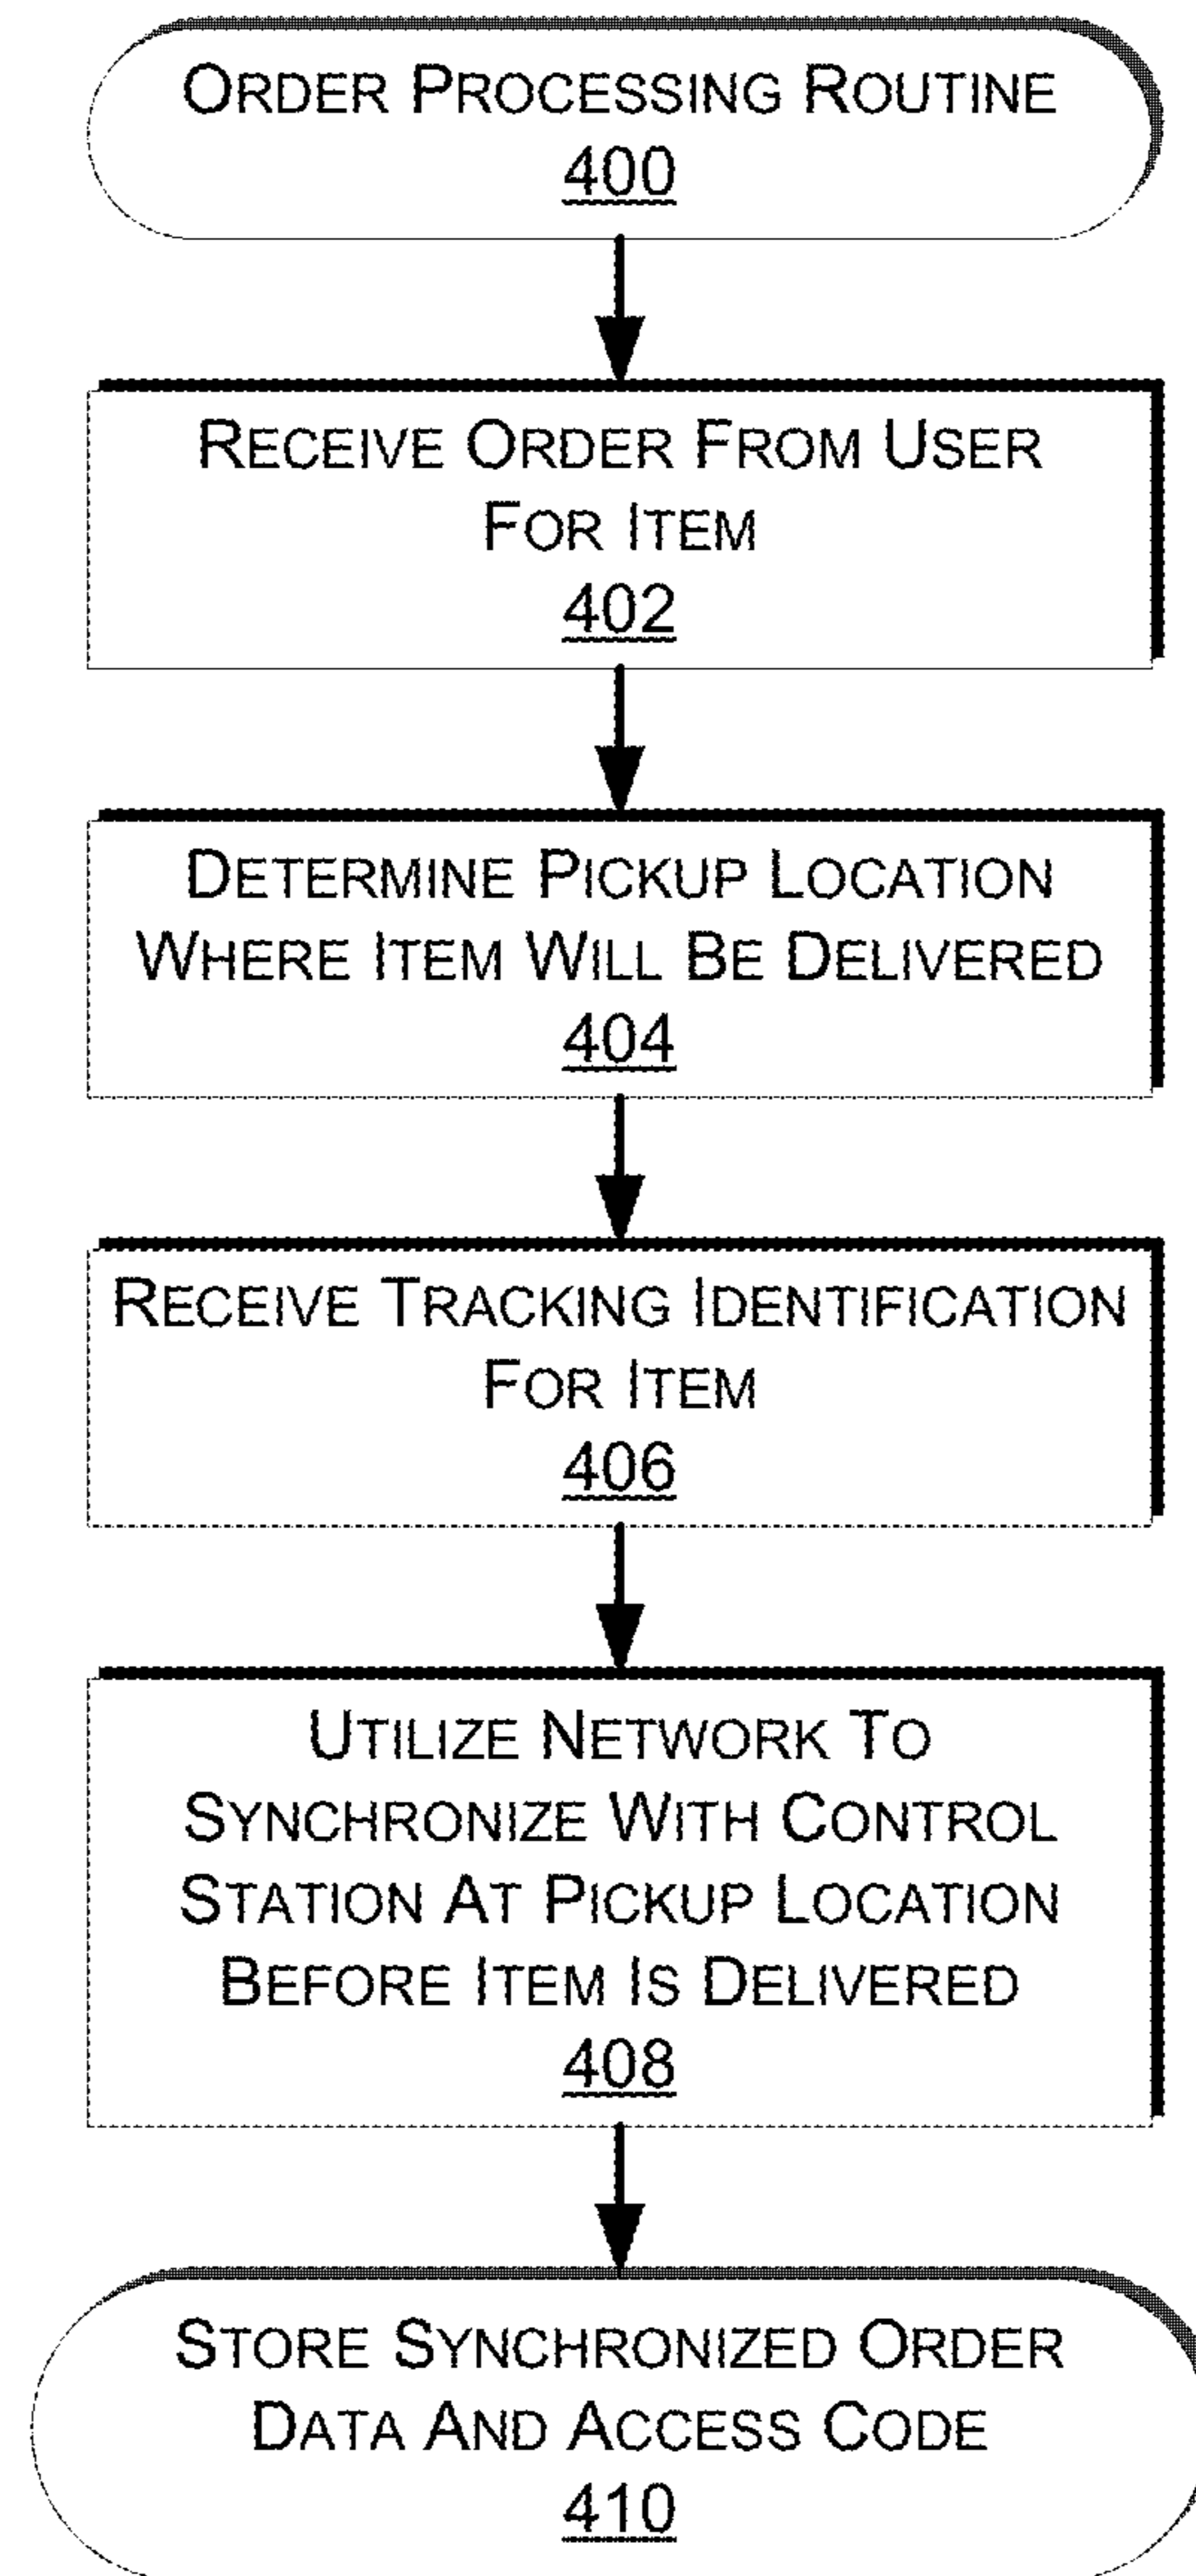 ORDER PROCESSING ROUTINE
400
RECEIVE ORDER FROM USER
FOR ITEM
402
DETERMINE PICKUP LOCATION
WHERE ITEM WILL BE DELIVERED
404
RECEIVE TRACKING IDENTIFICATION
FOR ITEM
406
UTILIZE NETWORK TO
SYNCHRONIZE WITH CONTROL
STATION AT PICKUP LOCATION
BEFORE ITEM IS DELIVERED
408
STORE SYNCHRONIZED ORDER
DATA AND ACCESS CODE
410